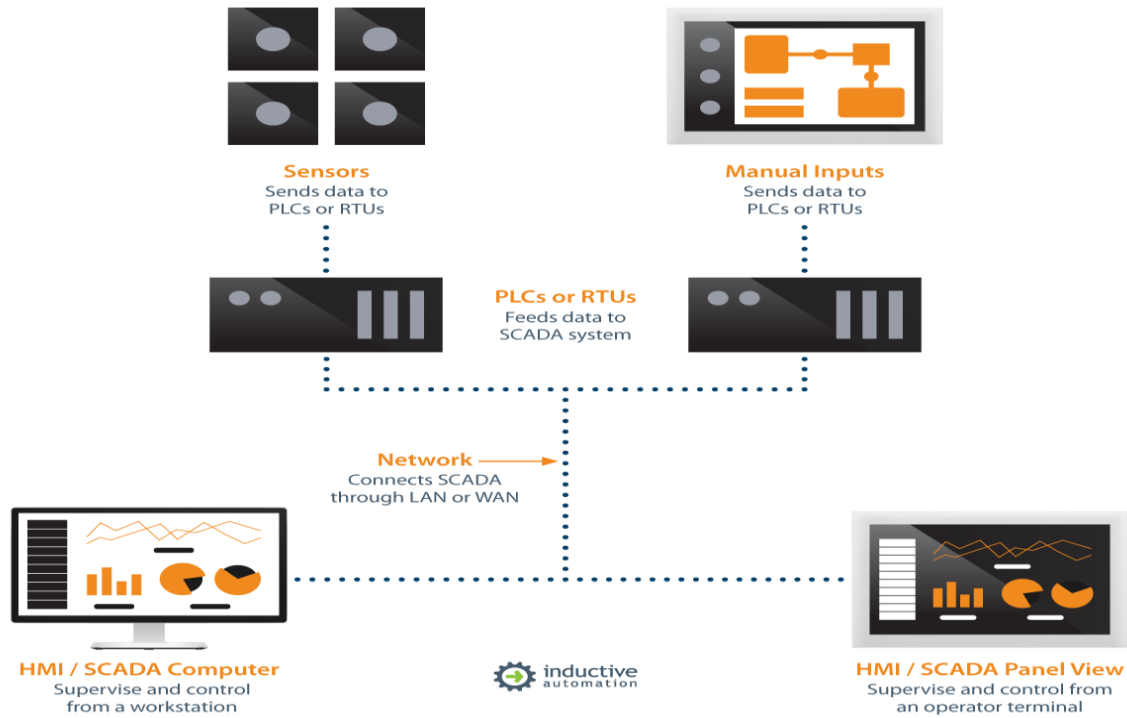 Sensors
Sends data to
PLCs or RTUs
Manual Inputs
Sends data to
PLCs or RTUs
PLCs or RTUs
Feeds data to
SCADA system
Network
Connects SCADA
through LAN or WAN
HMI / SCADA Computer
Supervise and control
from a workstation
inductive
automation
HMI / SCADA Panel View
Supervise and control from
an operator terminal